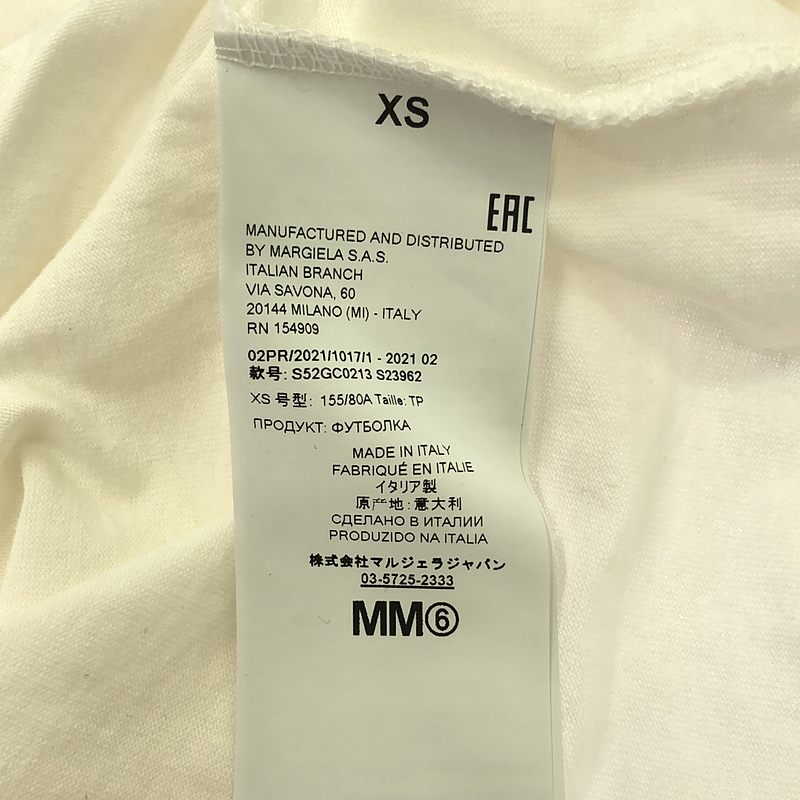 XS
EAC
MANUFACTURED AND DISTRIBUTED
BY MARGIELA S.A.S.
ITALIAN BRANCH
VIA SAVONA, 60
20144 MILANO (MI) - ITALY
RN 154909
02PR/2021/1017/1 - 2021 02
款号: S52GC0213 S23962
XS 号型: 155/80A Taille: TP
ПРОДУКТ: ФУТБОЛКА
MADE IN ITALY
FABRIQUÉ EN ITALIE
イタリア製
原产地: 意大利
СДЕЛАНО В ИТАЛИИ
PRODUZIDO NA ITALIA
株式会社マルジェラジャパン
03-5725-2333
MM⑥